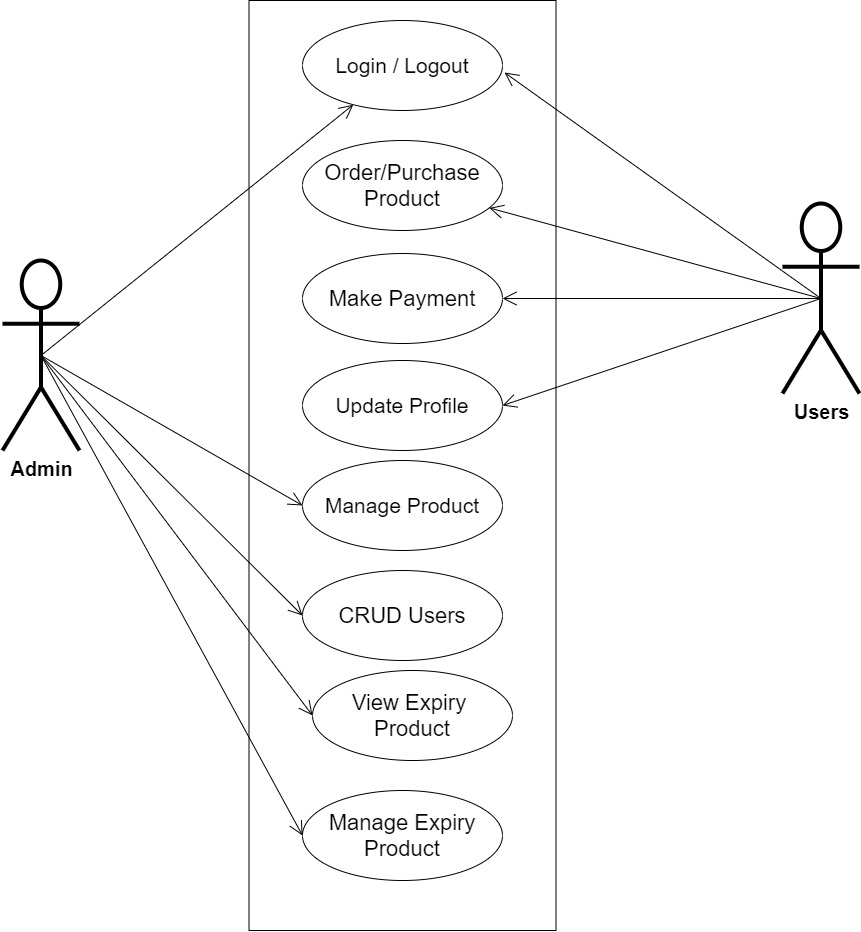 Login / Logout
Order/Purchase
Product
Make Payment
Update Profile
Manage Product
CRUD Users
View Expiry
Product
Manage Expiry
Product
Admin
Users